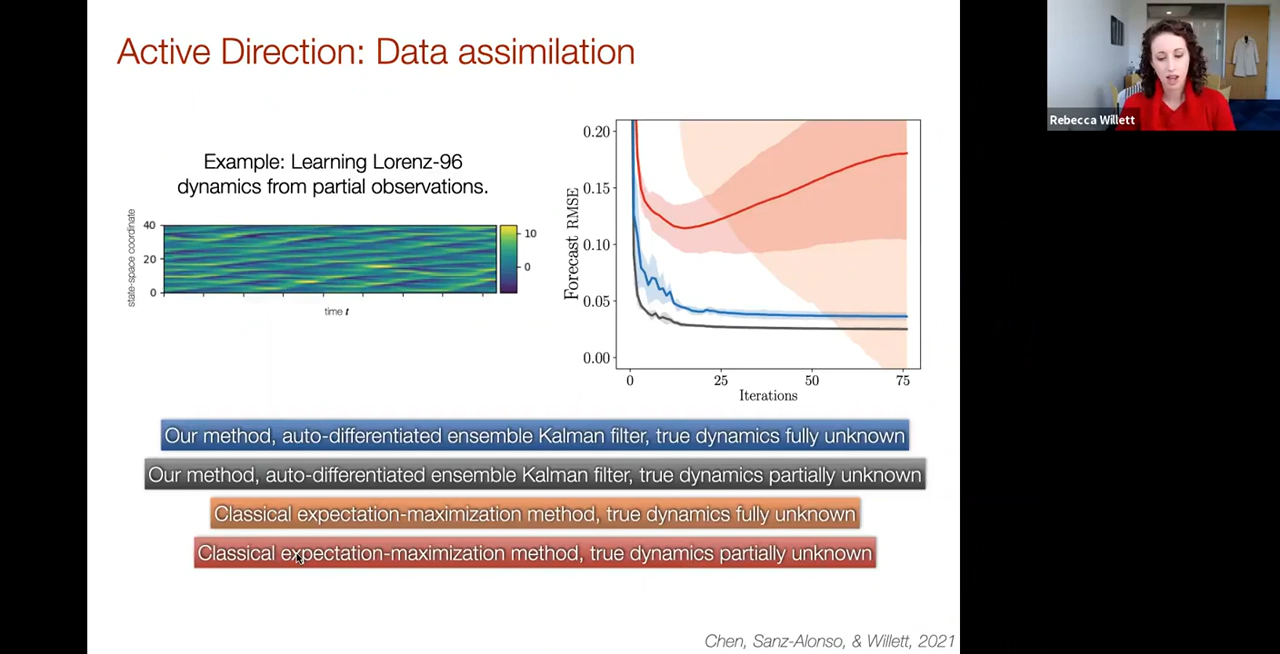 Active Direction: Data assimilation
Rebecca Willett
Example: Learning Lorenz-96
dynamics from partial observations.
state-space coordinate
40
20
0
10
0
time t
Forecast RMSE
0.20
0.15
0.10
0.05
0.00
0
25
50
75
Iterations
Our method, auto-differentiated ensemble Kalman filter, true dynamics fully unknown
Our method, auto-differentiated ensemble Kalman filter, true dynamics partially unknown
Classical expectation-maximization method, true dynamics fully unknown
Classical expectation-maximization method, true dynamics partially unknown
Chen, Sanz-Alonso, & Willett, 2021